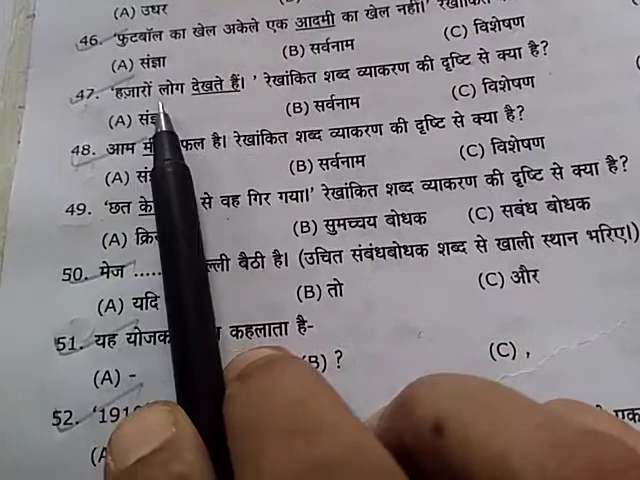 (A) उधर
46. 'फुटबॉल का खेल अकेले एक आदमी का खेल नहीं।'
(A) संज्ञा (B) सर्वनाम (C) विशेषण
47. 'हज़ारों लोग देखते हैं। ' रेखांकित शब्द व्याकरण की दृष्टि से क्या है?
(A) (B) सर्वनाम (C) विशेषण
48. आम फल है। रेखांकित शब्द व्याकरण की दृष्टि से क्या है?
(A) (B) सर्वनाम (C) विशेषण
49. 'छत के से वह गिर गया।' रेखांकित शब्द व्याकरण की दृष्टि से क्या है?
(A) (B) सुमच्चय बोधक (C) सबंध बोधक
50. मेज ..... बैठी है। (उचित संबंधबोधक शब्द से खाली स्थान भरिए।)
(A) यदि (B) तो (C) और
51. यह कहलाता है-
(A) - (B) ? (C) ,
52.